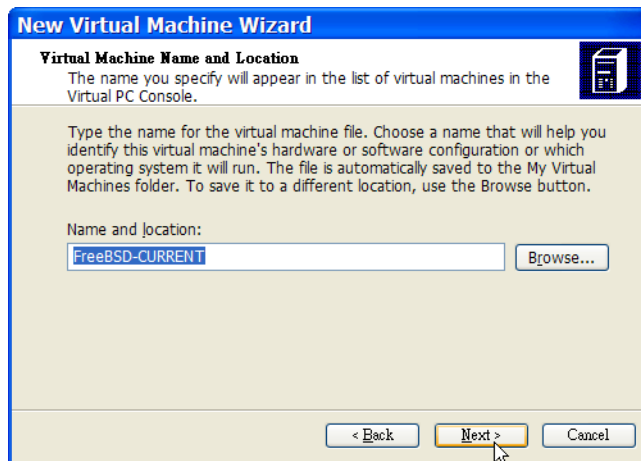 New Virtual Machine Wizard
Virtual Machine Name and Location
The name you specify will appear in the list of virtual machines in the
Virtual PC Console.
Type the name for the virtual machine file. Choose a name that will help you
identify this virtual machine's hardware or software configuration or which
operating system it will run. The file is automatically saved to the My Virtual
Machines folder. To save it to a different location, use the Browse button.
Name and location:
FreeBSD-CURRENT
Browse...
< Back
Next >
Cancel